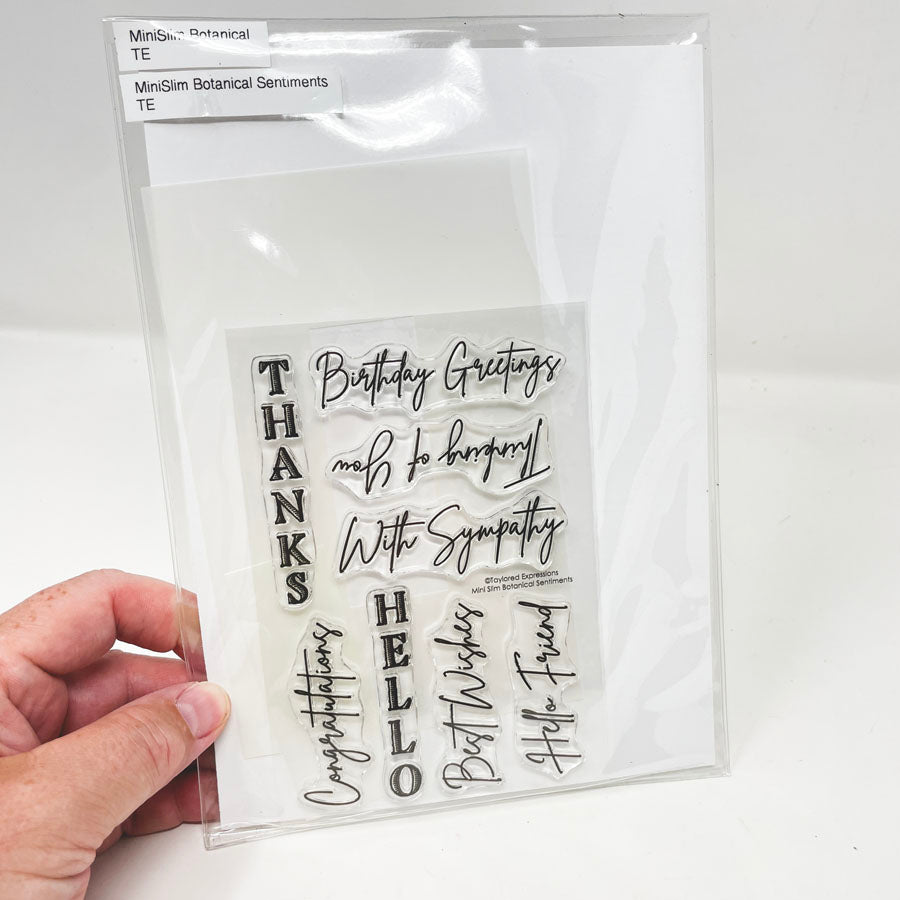 MiniSlim Botanical
TE
MiniSlim Botanical Sentiments
TE
THANKS
Birthday Greetings
Thinking of you
With Sympathy
©Taylored Expressions
Mini Slim Botanical Sentiments
Congratulations
HELLO
Best Wishes
Hello Friend